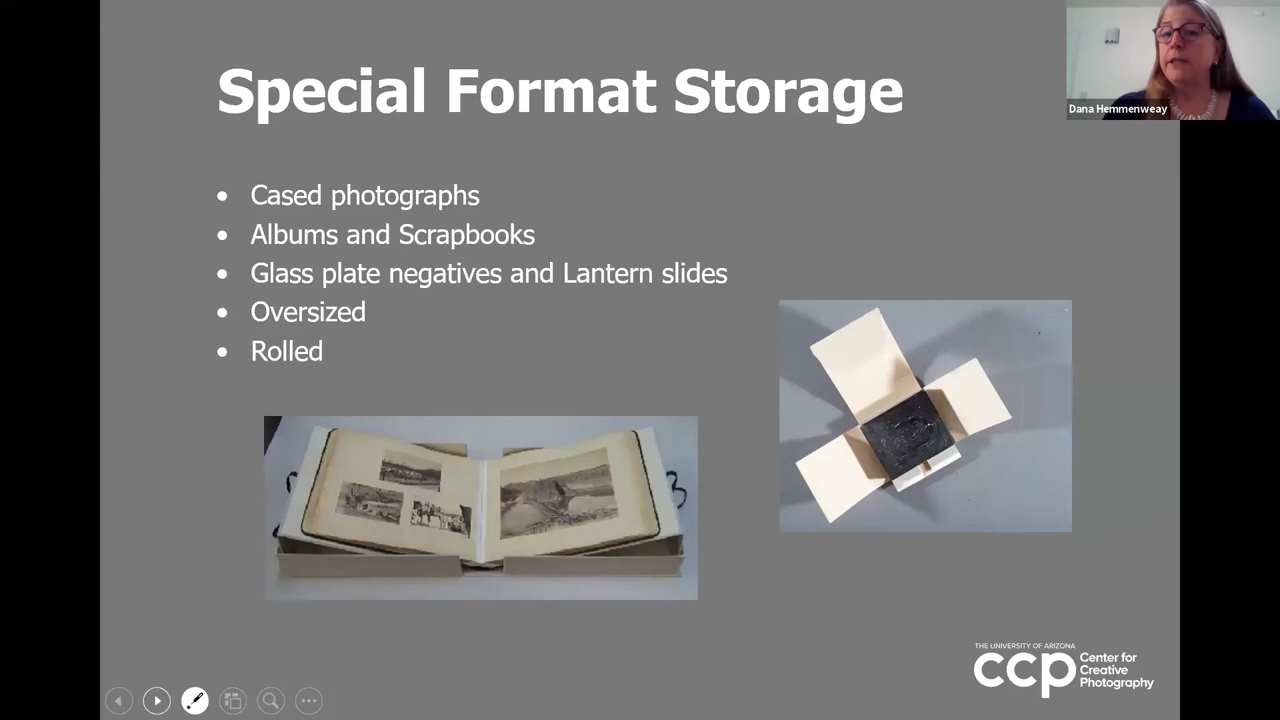 Special Format Storage
Dana Hemmenweay
• Cased photographs
• Albums and Scrapbooks
• Glass plate negatives and Lantern slides
• Oversized
• Rolled
THE UNIVERSITY OF ARIZONA
ccp Center for
Creative
Photography